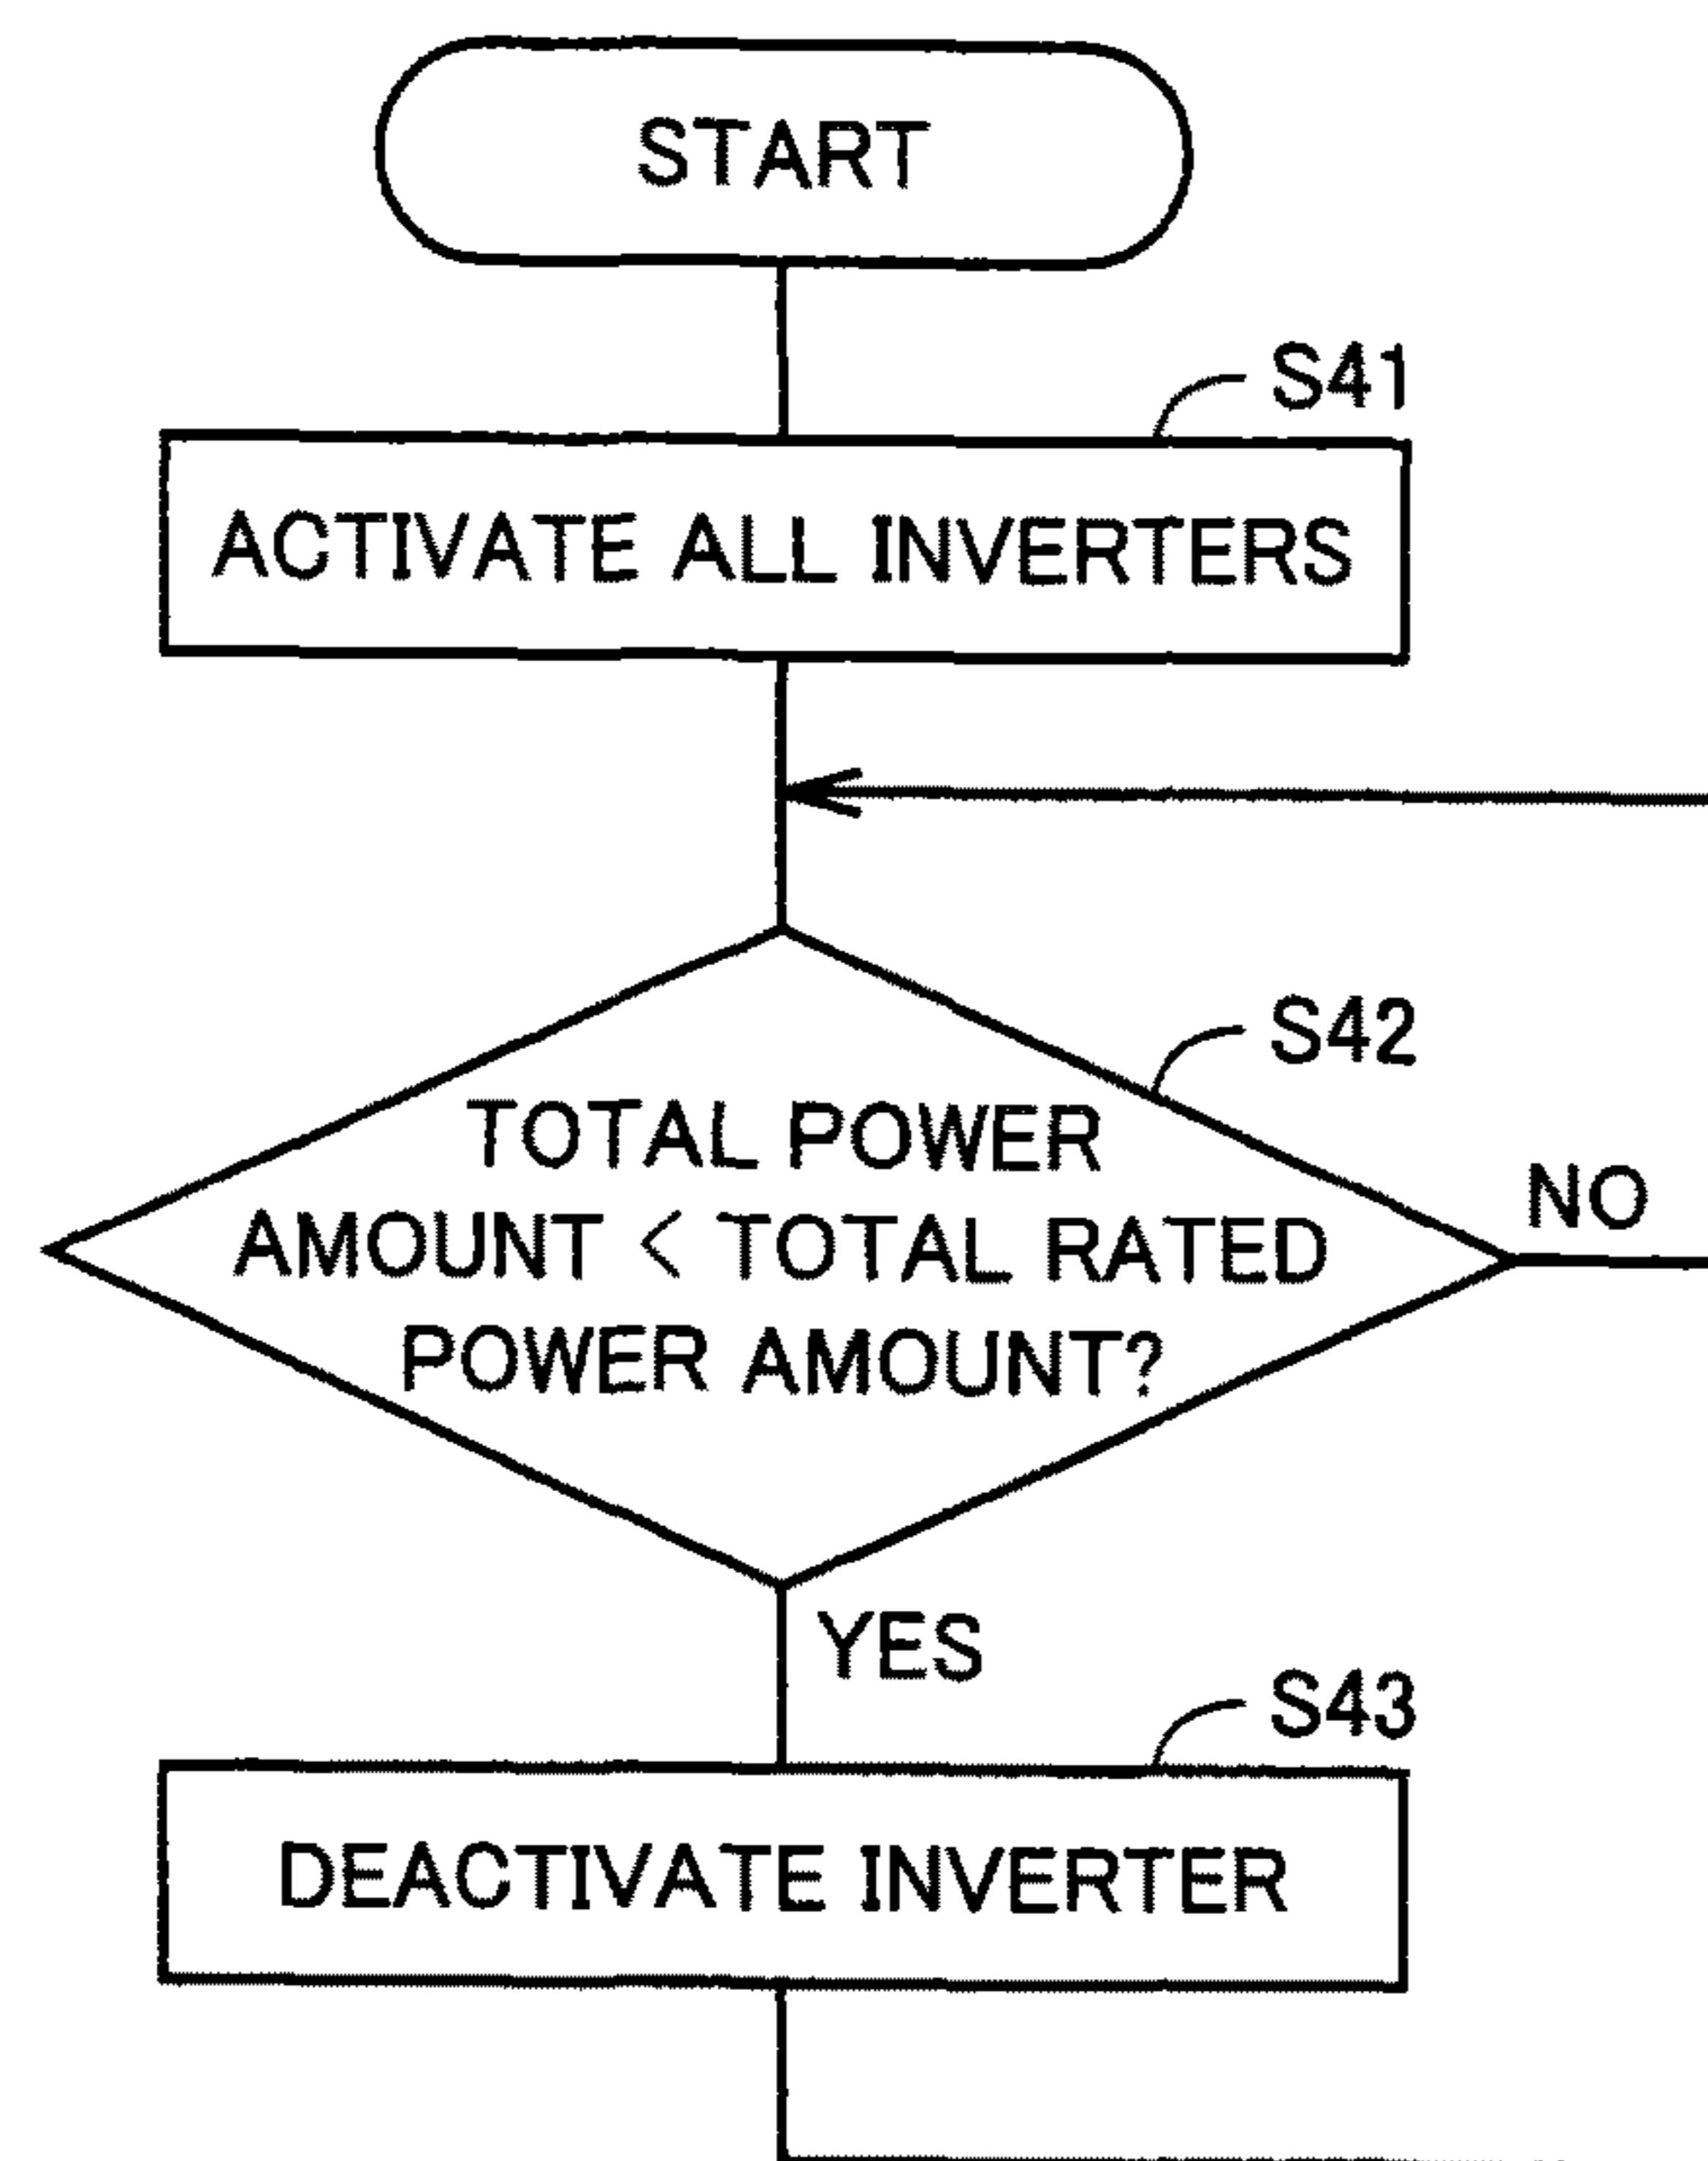 START
S41
ACTIVATE ALL INVERTERS
S42
TOTAL POWER
AMOUNT < TOTAL RATED
POWER AMOUNT?
NO
YES
S43
DEACTIVATE INVERTER